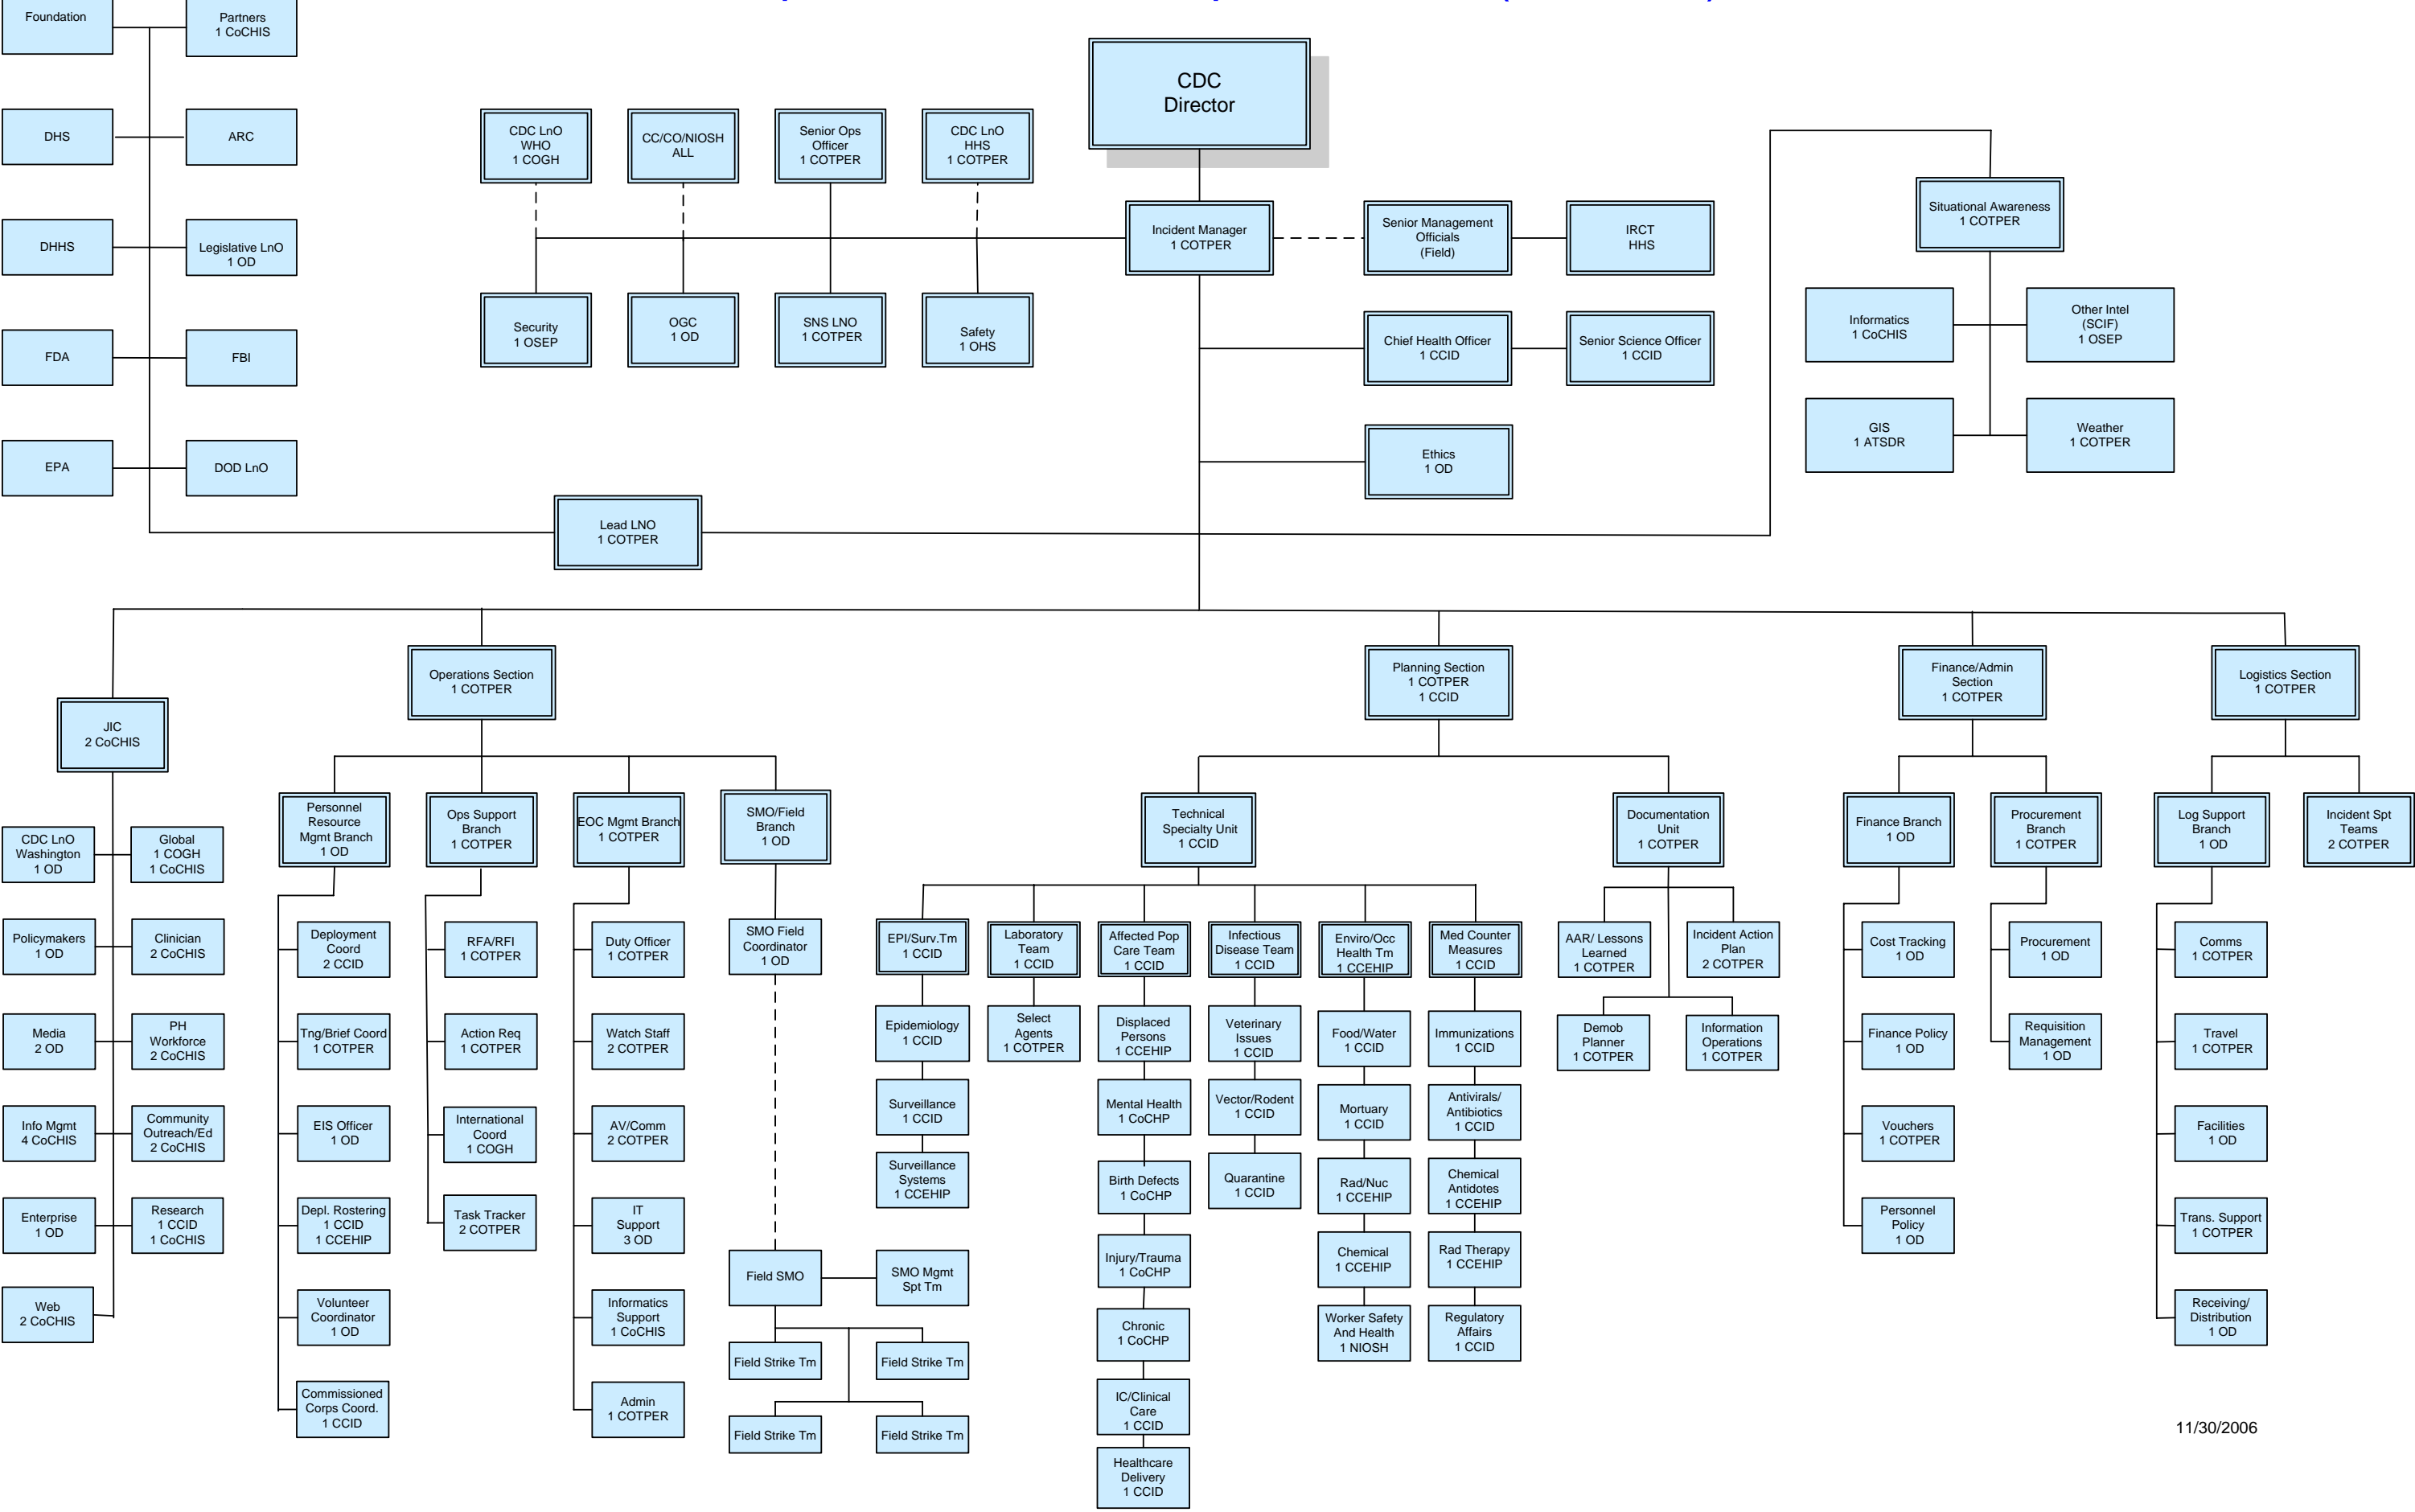 Foundation
Partners
1 CoCHIS
CDC
Director
DHS
ARC
CDC LnO
WHO
1 COGH
CC/CO/NIOSH
ALL
Senior Ops
Officer
1 COTPER
CDC LnO
HHS
1 COTPER
DHHS
Legislative LnO
1 OD
Incident Manager
1 COTPER
Senior Management
Officials
(Field)
IRCT
HHS
Situational Awareness
1 COTPER
Security
1 OSEP
OGC
1 OD
SNS LNO
1 COTPER
Safety
1 OHS
Informatics
1 CoCHIS
Other Intel
(SCIF)
1 OSEP
FDA
FBI
Chief Health Officer
1 CCID
Senior Science Officer
1 CCID
GIS
1 ATSDR
Weather
1 COTPER
EPA
DOD LnO
Ethics
1 OD
Lead LNO
1 COTPER
JIC
2 CoCHIS
Operations Section
1 COTPER
Planning Section
1 COTPER
1 CCID
Finance/Admin
Section
1 COTPER
Logistics Section
1 COTPER
CDC LnO
Washington
1 OD
Global
1 COGH
1 CoCHIS
Policymakers
1 OD
Clinician
2 CoCHIS
Media
2 OD
PH
Workforce
2 CoCHIS
Info Mgmt
4 CoCHIS
Community
Outreach/Ed
2 CoCHIS
Enterprise
1 OD
Research
1 CCID
1 CoCHIS
Web
2 CoCHIS
Personnel
Resource
Mgmt Branch
1 OD
Deployment
Coord
2 CCID
Tng/Brief Coord
1 COTPER
EIS Officer
1 OD
Depl. Rostering
1 CCID
1 CCEHIP
Volunteer
Coordinator
1 OD
Commissioned
Corps Coord.
1 CCID
Ops Support
Branch
1 COTPER
RFA/RFI
1 COTPER
Action Req
1 COTPER
International
Coord
1 COGH
Task Tracker
2 COTPER
EOC Mgmt Branch
1 COTPER
Duty Officer
1 COTPER
Watch Staff
2 COTPER
AV/Comm
2 COTPER
IT
Support
3 OD
Informatics
Support
1 CoCHIS
Admin
1 COTPER
SMO/Field
Branch
1 OD
SMO Field
Coordinator
1 OD
Field SMO
SMO Mgmt
Spt Tm
Field Strike Tm
Field Strike Tm
Field Strike Tm
Field Strike Tm
Technical
Specialty Unit
1 CCID
EPI/Surv.Tm
1 CCID
Epidemiology
1 CCID
Surveillance
1 CCID
Surveillance
Systems
1 CCEHIP
Laboratory
Team
1 CCID
Select
Agents
1 COTPER
Affected Pop
Care Team
1 CCID
Displaced
Persons
1 CCEHIP
Mental Health
1 CoCHP
Birth Defects
1 CoCHP
Injury/Trauma
1 CoCHP
Chronic
1 CoCHP
IC/Clinical
Care
1 CCID
Healthcare
Delivery
1 CCID
Infectious
Disease Team
1 CCID
Veterinary
Issues
1 CCID
Vector/Rodent
1 CCID
Quarantine
1 CCID
Enviro/Occ
Health Tm
1 CCEHIP
Food/Water
1 CCID
Mortuary
1 CCID
Rad/Nuc
1 CCEHIP
Chemical
1 CCEHIP
Worker Safety
And Health
1 NIOSH
Med Counter
Measures
1 CCID
Immunizations
1 CCID
Antivirals/
Antibiotics
1 CCID
Chemical
Antidotes
1 CCEHIP
Rad Therapy
1 CCEHIP
Regulatory
Affairs
1 CCID
Documentation
Unit
1 COTPER
AAR/ Lessons
Learned
1 COTPER
Incident Action
Plan
2 COTPER
Demob
Planner
1 COTPER
Information
Operations
1 COTPER
Finance Branch
1 OD
Cost Tracking
1 OD
Finance Policy
1 OD
Vouchers
1 COTPER
Personnel
Policy
1 OD
Procurement
Branch
1 COTPER
Procurement
1 OD
Requisition
Management
1 OD
Log Support
Branch
1 OD
Comms
1 COTPER
Travel
1 COTPER
Facilities
1 OD
Trans. Support
1 COTPER
Receiving/
Distribution
1 OD
Incident Spt
Teams
2 COTPER
11/30/2006